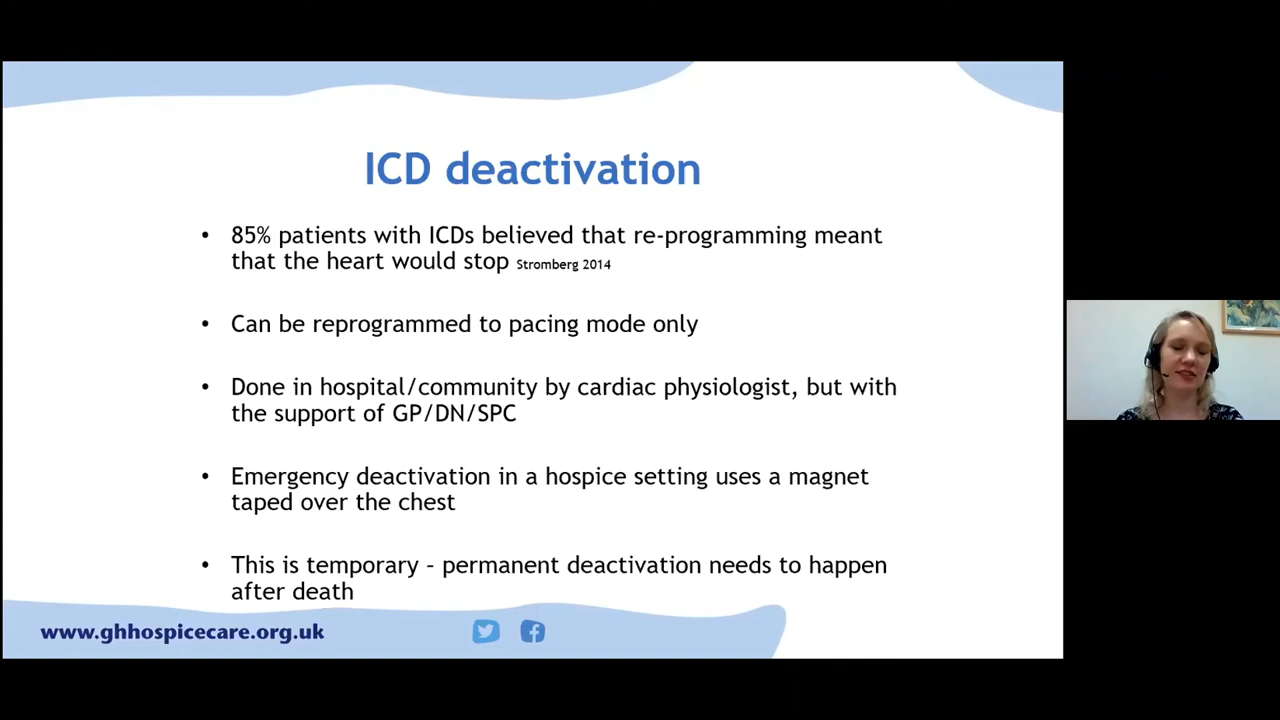 ICD deactivation
• 85% patients with ICDs believed that re-programming meant
that the heart would stop Stromberg 2014
• Can be reprogrammed to pacing mode only
• Done in hospital/community by cardiac physiologist, but with
the support of GP/DN/SPC
• Emergency deactivation in a hospice setting uses a magnet
taped over the chest
• This is temporary – permanent deactivation needs to happen
after death
www.ghhospicecare.org.uk